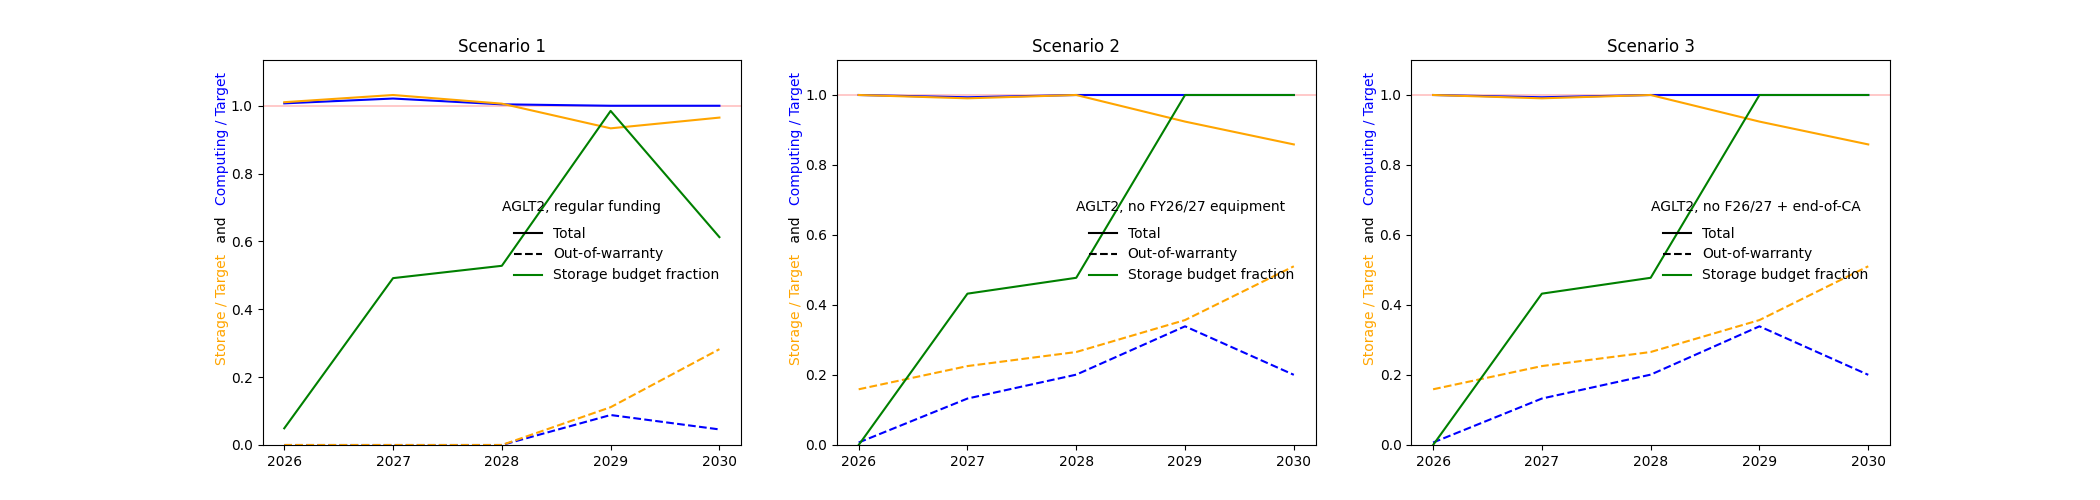 Scenario 1
Storage / Target and Computing / Target
1.0
0.8
0.6
0.4
0.2
0.0
AGLT2, regular funding
Total
Out-of-warranty
Storage budget fraction
2026 2027 2028 2029 2030
Scenario 2
Storage / Target and Computing / Target
1.0
0.8
0.6
0.4
0.2
0.0
AGLT2, no FY26/27 equipment
Total
Out-of-warranty
Storage budget fraction
2026 2027 2028 2029 2030
Scenario 3
Storage / Target and Computing / Target
1.0
0.8
0.6
0.4
0.2
0.0
AGLT2, no F26/27 + end-of-CA
Total
Out-of-warranty
Storage budget fraction
2026 2027 2028 2029 2030